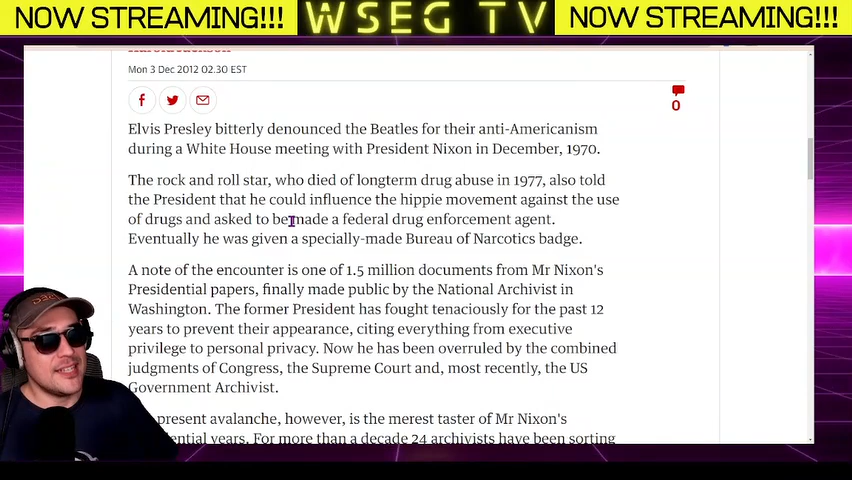 NOW STREAMING!!! WSEG TV NOW STREAMING!!!
Mon 3 Dec 2012 02.30 EST
0
Elvis Presley bitterly denounced the Beatles for their anti-Americanism
during a White House meeting with President Nixon in December, 1970.
The rock and roll star, who died of longterm drug abuse in 1977, also told
the President that he could influence the hippie movement against the use
of drugs and asked to be made a federal drug enforcement agent.
Eventually he was given a specially-made Bureau of Narcotics badge.
A note of the encounter is one of 1.5 million documents from Mr Nixon's
Presidential papers, finally made public by the National Archivist in
Washington. The former President has fought tenaciously for the past 12
years to prevent their appearance, citing everything from executive
privilege to personal privacy. Now he has been overruled by the combined
judgments of Congress, the Supreme Court and, most recently, the US
Government Archivist.
present avalanche, however, is the merest taster of Mr Nixon's
years. For more than a decade 24 archivists have been sorting